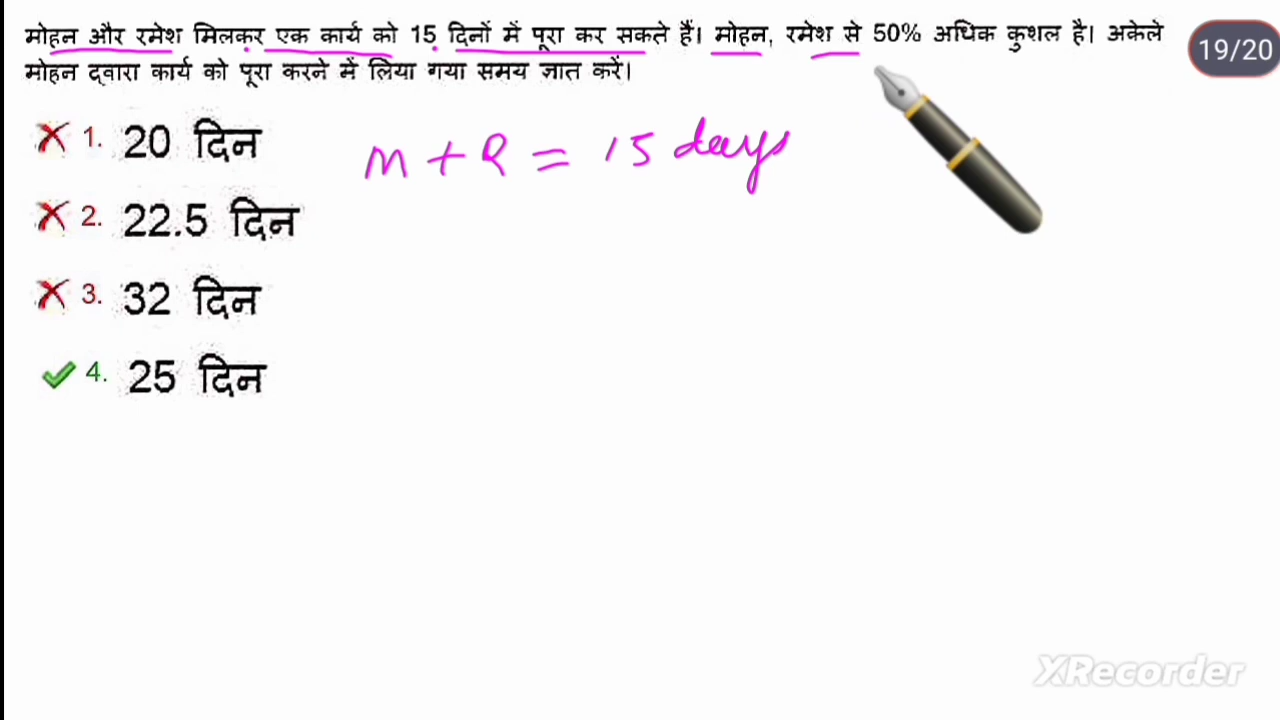 मोहन और रमेश मिलकर एक कार्य को 15 दिनों में पूरा कर सकते हैं। मोहन, रमेश से 50% अधिक कुशल है। अकेले
मोहन द्वारा कार्य को पूरा करने में लिया गया समय ज्ञात करें।
19/20
1. 20 दिन
M + R = 15 days
2. 22.5 दिन
3. 32 दिन
4. 25 दिन
XRecorder